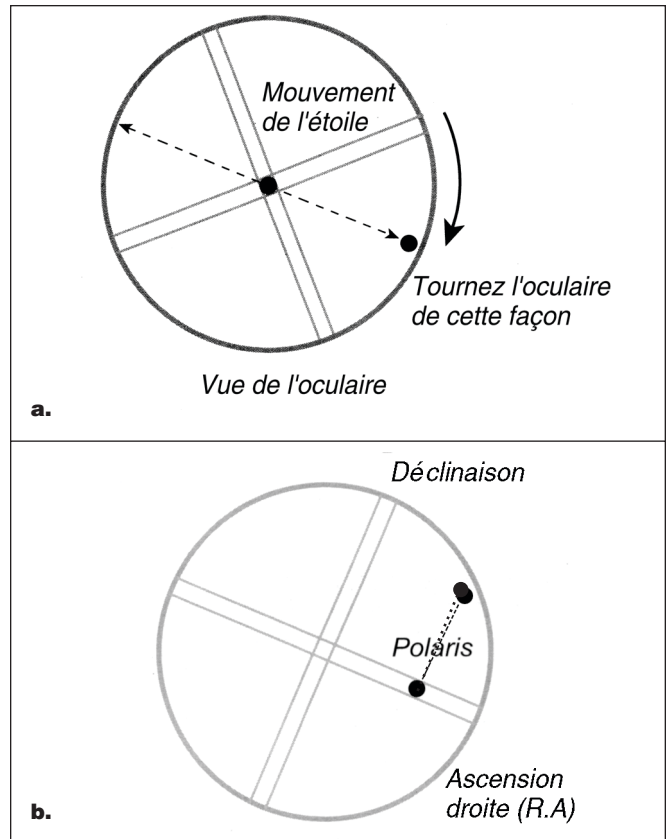 Mouvement
de l'étoile
Tournez l'oculaire
de cette façon
Vue de l'oculaire
a.
Déclinaison
Polaris
Ascension
droite (R.A)
b.